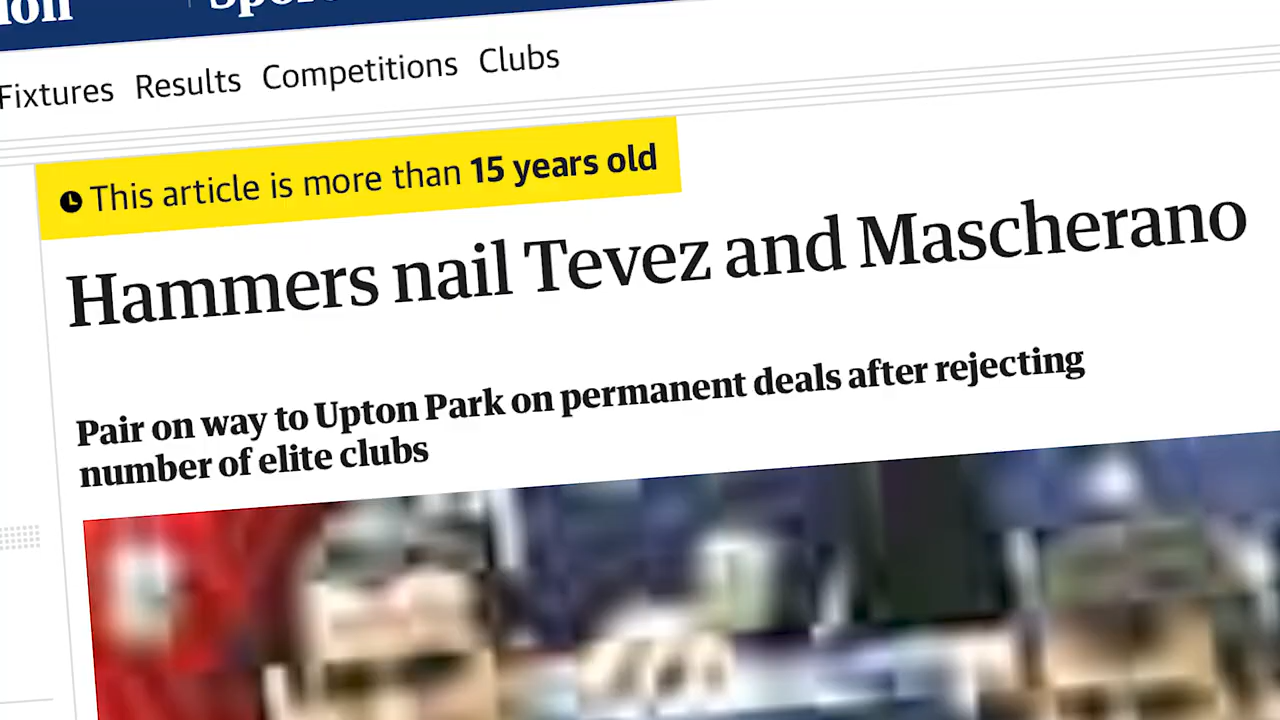 Fixtures Results Competitions Clubs
This article is more than 15 years old
Hammers nail Tevez and Mascherano
Pair on way to Upton Park on permanent deals after rejecting
number of elite clubs